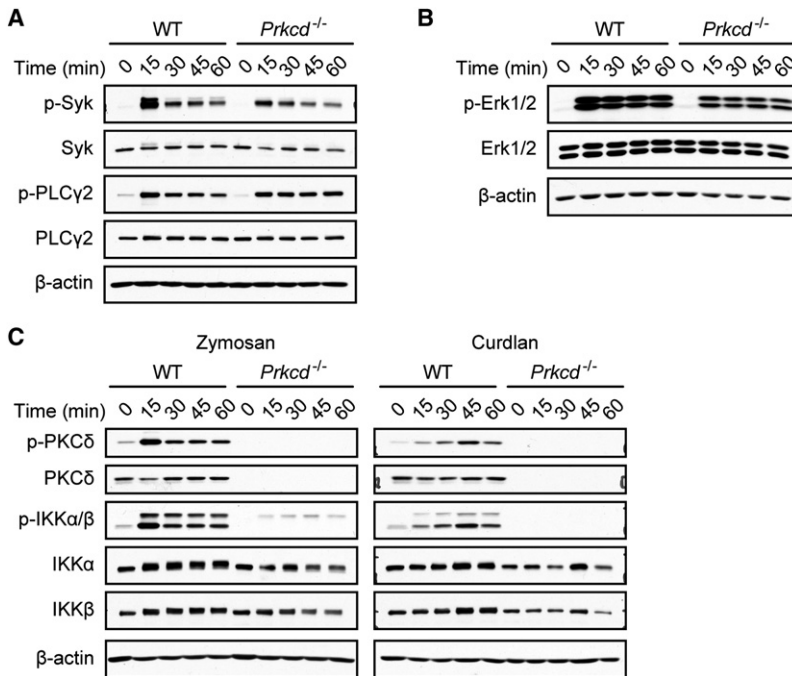 A
WT Prkcd-/-
Time (min) 0 15 30 45 60 0 15 30 45 60
p-Syk
Syk
p-PLCγ2
PLCγ2
β-actin
B
WT Prkcd-/-
Time (min) 0 15 30 45 60 0 15 30 45 60
p-Erk1/2
Erk1/2
β-actin
C
Zymosan Curdlan
WT Prkcd-/- WT Prkcd-/-
Time (min) 0 15 30 45 60 0 15 30 45 60 0 15 30 45 60 0 15 30 45 60
p-PKCδ
PKCδ
p-IKKα/β
IKKα
IKKβ
β-actin